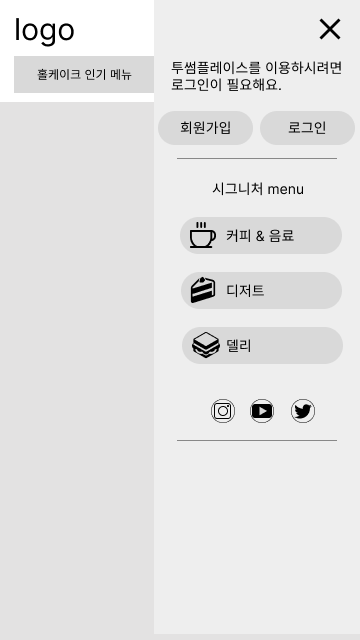 logo
홀케이크 인기 메뉴
투썸플레이스를 이용하시려면
로그인이 필요해요.
회원가입
로그인
시그니처 menu
커피 & 음료
디저트
델리